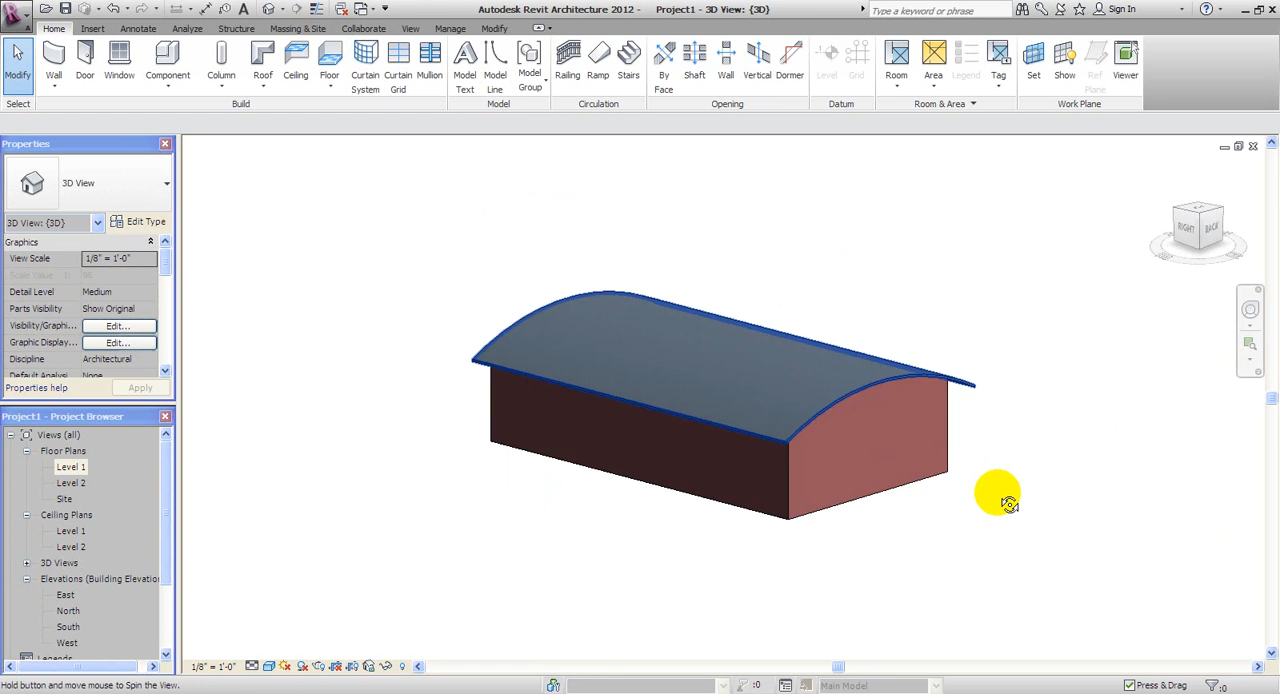 Autodesk Revit Architecture 2012 - Project1 - 3D View: {3D}
Type a keyword or phrase
Sign In
Home Insert Annotate Analyze Structure Massing & Site Collaborate View Manage Modify
Modify Wall Door Window Component Column Roof Ceiling Floor Curtain System Curtain Grid Mullion Model Text Model Line Model Group Railing Ramp Stairs By Face Shaft Wall Vertical Dormer Level Grid Room Area Legend Tag Set Show Ref Plane Viewer
Select Build Model Circulation Opening Datum Room & Area Work Plane
Properties
3D View
3D View: {3D} Edit Type
Graphics
View Scale 1/8" = 1'-0"
Scale Value 1: 96
Detail Level Medium
Parts Visibility Show Original
Visibility/Graphi... Edit...
Graphic Display... Edit...
Discipline Architectural
Default Analysi... None
Properties help Apply
Project1 - Project Browser
Views (all)
Floor Plans
Level 1
Level 2
Site
Ceiling Plans
Level 1
Level 2
3D Views
Elevations (Building Elevation
East
North
South
West
Legends
RIGHT BACK
1/8" = 1'-0"
Hold button and move mouse to Spin the View.
:0
Main Model
Press & Drag
:0